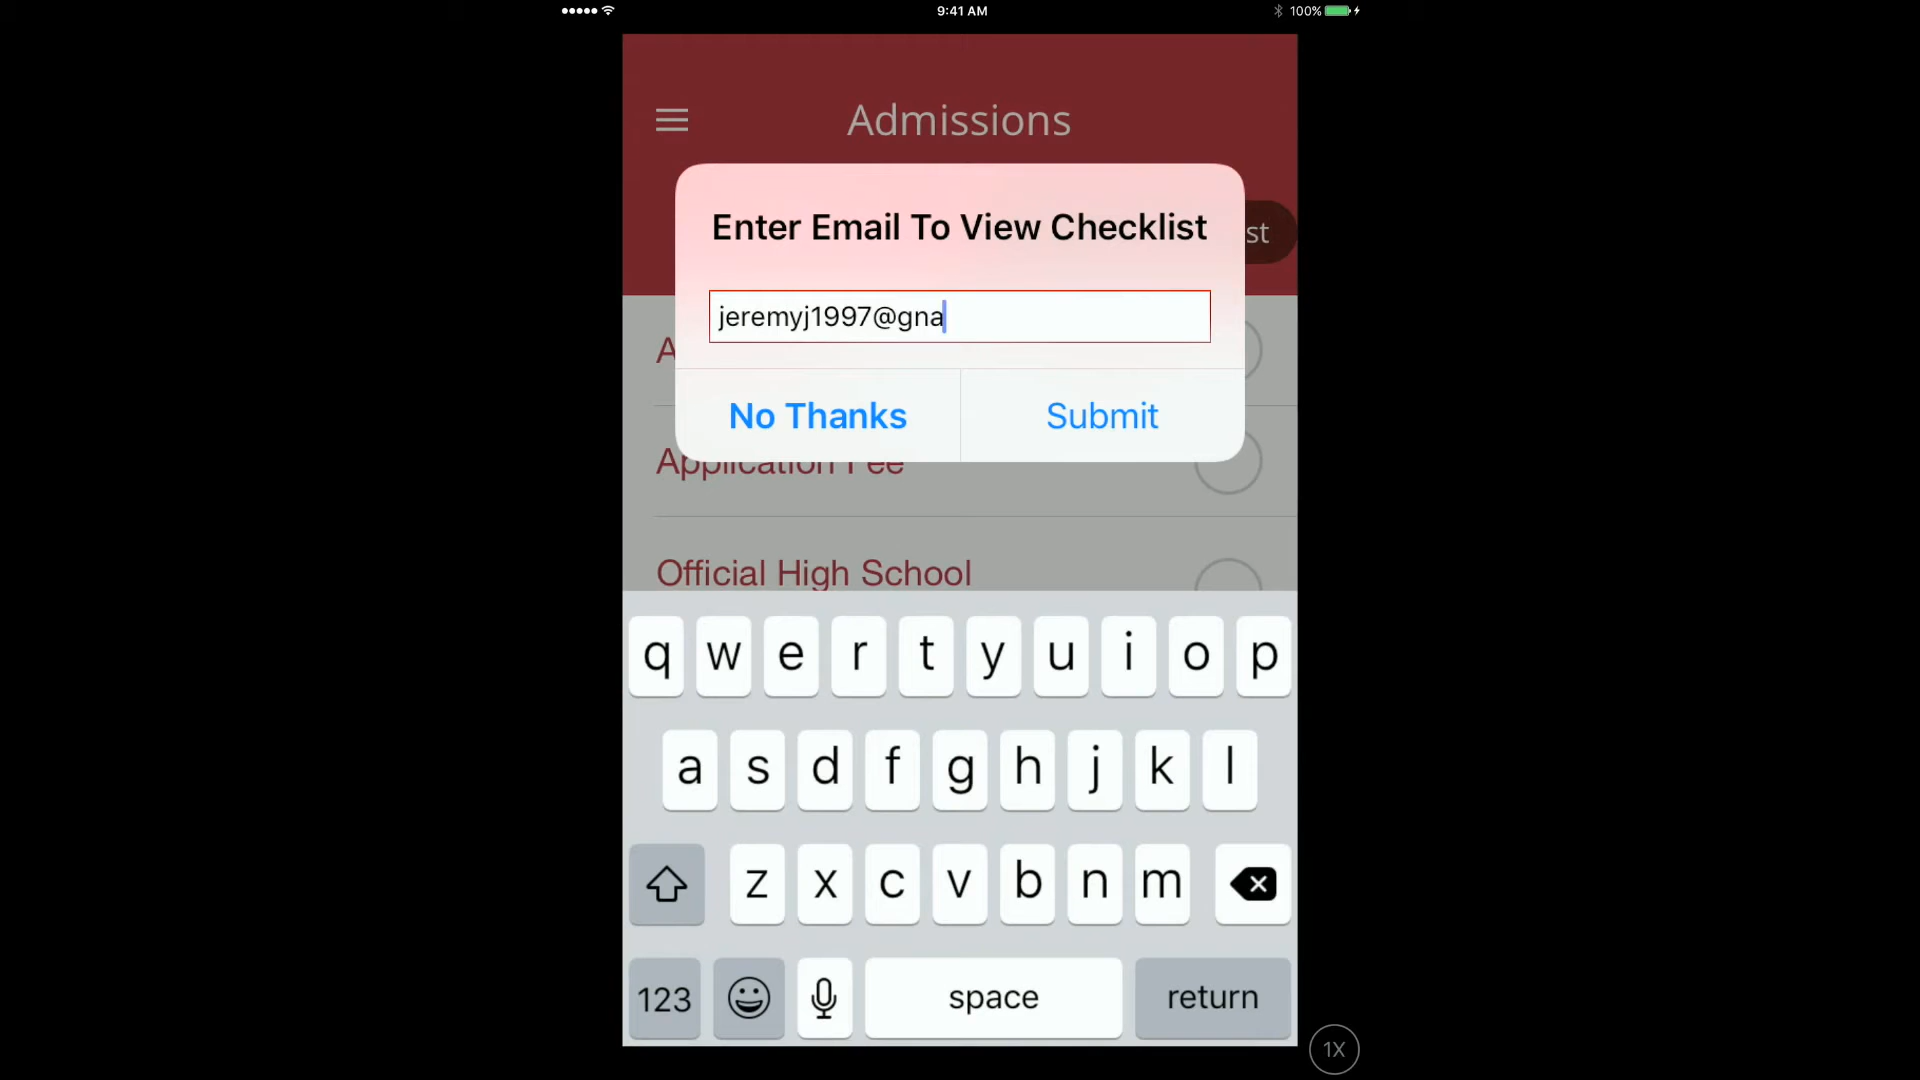 9:41 AM
100%
Admissions
st
Enter Email To View Checklist
jeremyj1997@gna
No Thanks
Submit
A
Application Fee
Official High School
q w e r t y u i o p
a s d f g h j k l
z x c v b n m
123
space
return
1X